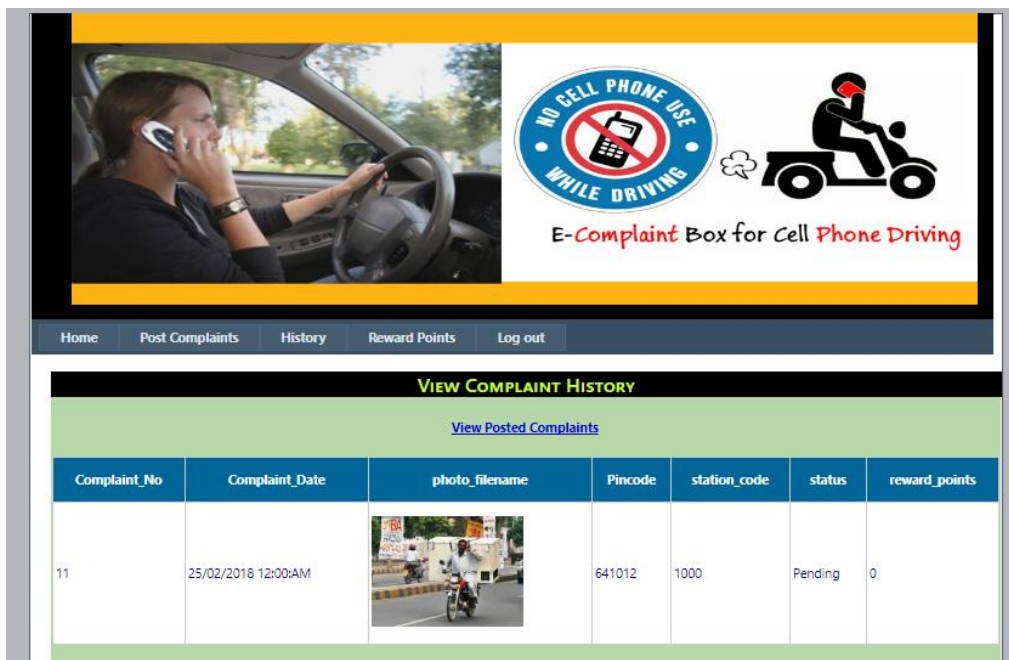 NO CELL PHONE USE
WHILE DRIVING
E-Complaint Box for Cell Phone Driving
Home Post Complaints History Reward Points Log out
View Complaint History
View Posted Complaints
Complaint_No Complaint_Date photo_filename Pincode station_code status reward_points
11 25/02/2018 12:00:AM 641012 1000 Pending 0